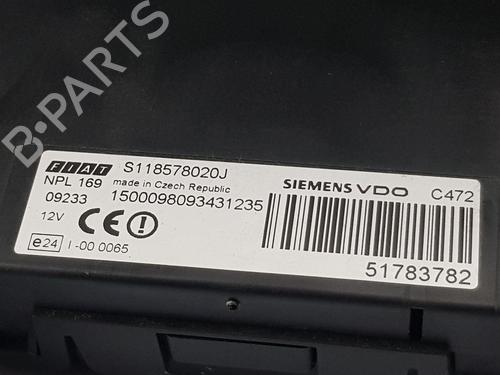 B-PARTS
FIAT S118578020J
NPL 169 made in Czech Republic
09233 1500098093431235
12V CE
e24 I-00 0065
SIEMENS VDO C472
51783782